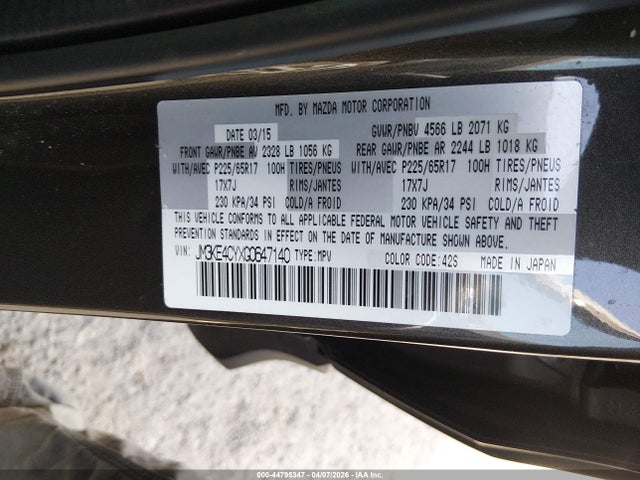 MFD. BY MAZDA MOTOR CORPORATION
DATE 03/15 GVWR/PNBV 4566 LB 2071 KG
FRONT GAWR/PNBE AV 2328 LB 1056 KG REAR GAWR/PNBE AR 2244 LB 1018 KG
WITH/AVEC P225/65R17 100H TIRES/PNEUS WITH/AVEC P225/65R17 100H TIRES/PNEUS
17X7J RIMS/JANTES 17X7J RIMS/JANTES
230 KPA/34 PSI COLD/A FROID 230 KPA/34 PSI COLD/A FROID
THIS VEHICLE CONFORMS TO ALL APPLICABLE FEDERAL MOTOR VEHICLE SAFETY AND THEFT
PREVENTION STANDARDS IN EFFECT ON THE DATE OF MANUFACTURE SHOWN ABOVE.
VIN: JM3KE4CYXG0647140 TYPE: MPV COLOR CODE: 42S MADE IN JAPAN
000-44795347 - 04/07/2026 - IAA Corp.